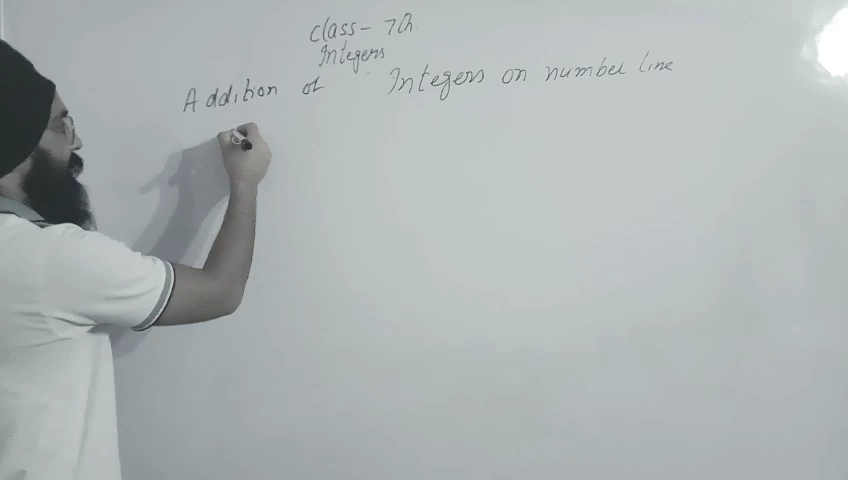 class - 7th
Integers
Addition of Integers on number line